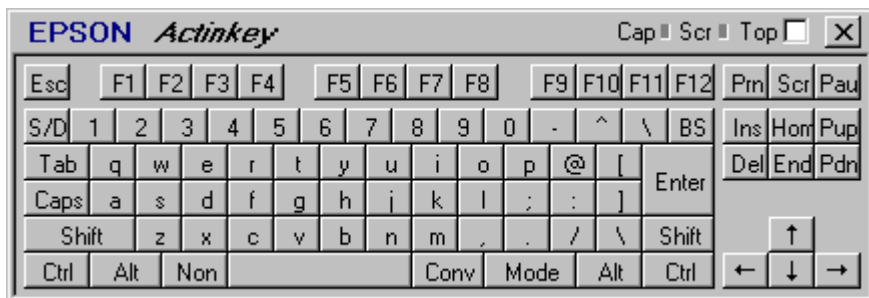 EPSON Actinkey Cap Scr Top
Esc F1 F2 F3 F4 F5 F6 F7 F8 F9 F10 F11 F12 Prn Scr Pau
S/D 1 2 3 4 5 6 7 8 9 0 - ^ \ BS Ins Hom Pup
Tab q w e r t y u i o p @ [ Enter Del End Pdn
Caps a s d f g h j k l ; : ]
Shift z x c v b n m , . / \ Shift ↑
Ctrl Alt Non Conv Mode Alt Ctrl ← ↓ →